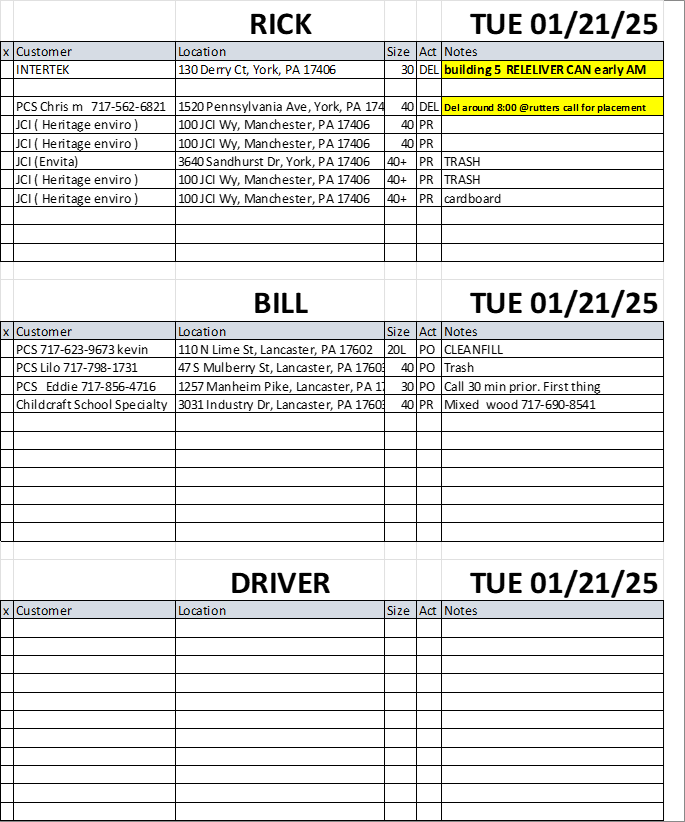 RICK TUE 01/21/25
x Customer Location Size Act Notes
INTERTEK 130 Derry Ct, York, PA 17406 30 DEL building 5 RELELIVER CAN early AM
PCS Chris m 717-562-6821 1520 Pennsylvania Ave, York, PA 174 40 DEL Del around 8:00 @rutters call for placement
JCI ( Heritage enviro ) 100 JCI Wy, Manchester, PA 17406 40 PR
JCI ( Heritage enviro ) 100 JCI Wy, Manchester, PA 17406 40 PR
JCI (Envita) 3640 Sandhurst Dr, York, PA 17406 40+ PR TRASH
JCI ( Heritage enviro ) 100 JCI Wy, Manchester, PA 17406 40+ PR TRASH
JCI ( Heritage enviro ) 100 JCI Wy, Manchester, PA 17406 40+ PR cardboard
BILL TUE 01/21/25
x Customer Location Size Act Notes
PCS 717-623-9673 kevin 110 N Lime St, Lancaster, PA 17602 20L PO CLEANFILL
PCS Lilo 717-798-1731 47 S Mulberry St, Lancaster, PA 17603 40 PO Trash
PCS Eddie 717-856-4716 1257 Manheim Pike, Lancaster, PA 17 30 PO Call 30 min prior. First thing
Childcraft School Specialty 3031 Industry Dr, Lancaster, PA 17603 40 PR Mixed wood 717-690-8541
DRIVER TUE 01/21/25
x Customer Location Size Act Notes